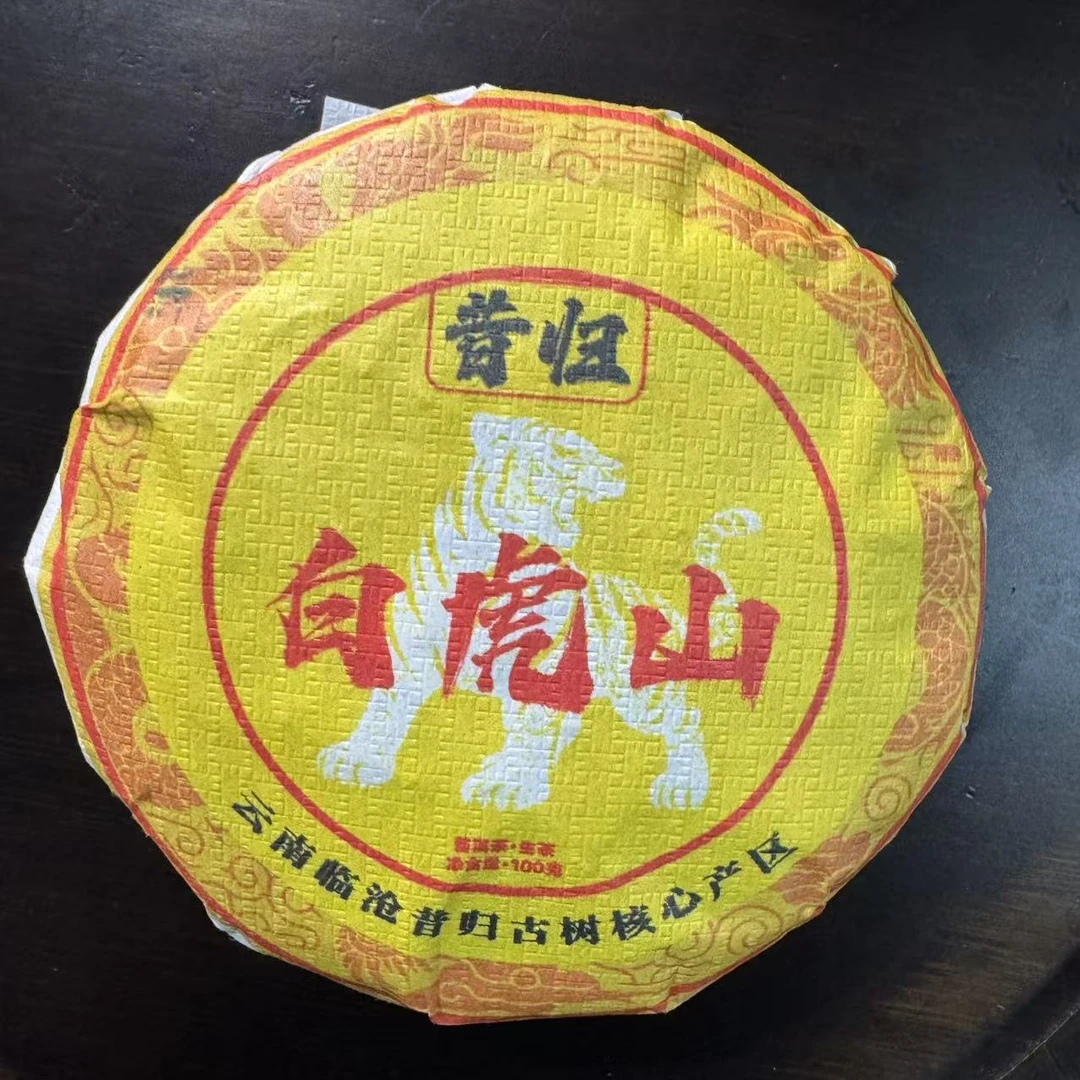 昔归
白虎山
普洱茶·生茶
净含量·100克
云南临沧昔归古树核心产区